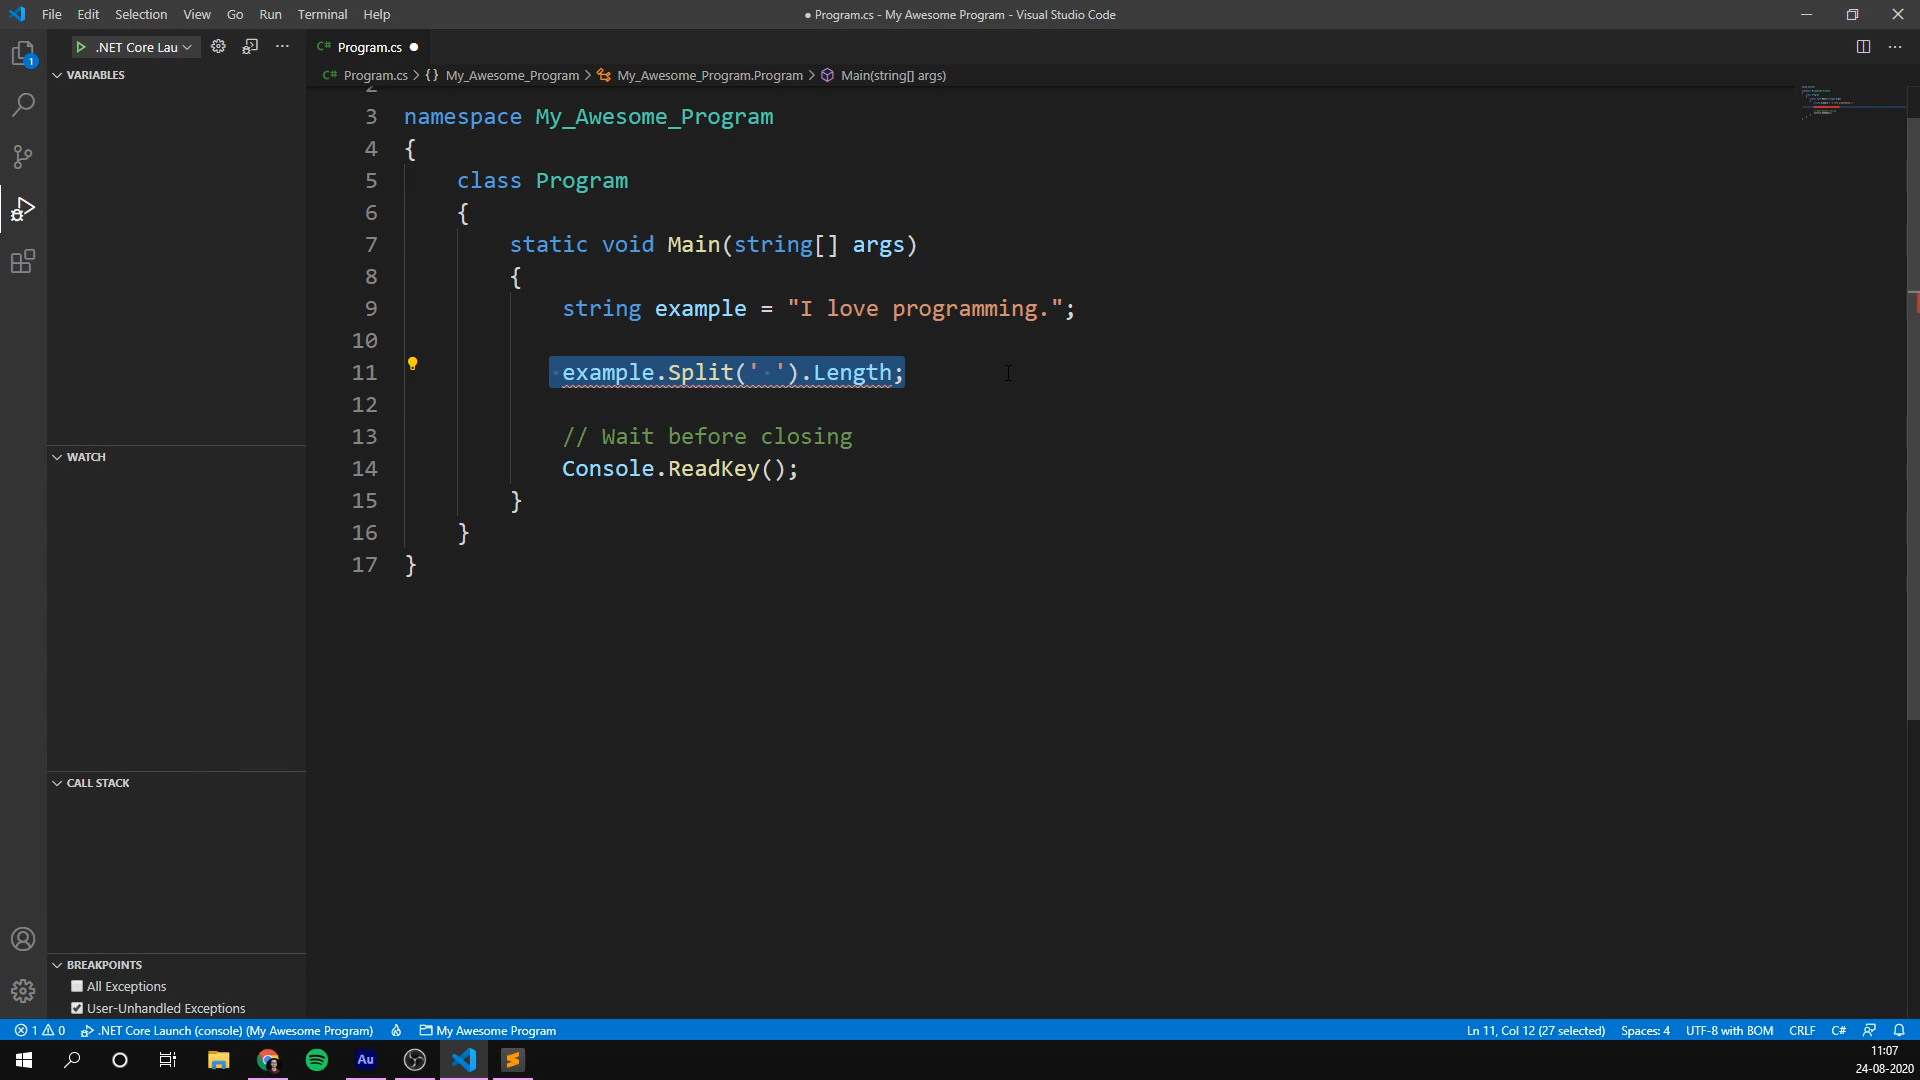 File Edit Selection View Go Run Terminal Help
● Program.cs - My Awesome Program - Visual Studio Code
.NET Core Lau
C# Program.cs ●
VARIABLES
C# Program.cs > {} My_Awesome_Program > My_Awesome_Program.Program > Main(string[] args)
2
3 namespace My_Awesome_Program
4 {
5 class Program
6 {
7 static void Main(string[] args)
8 {
9 string example = "I love programming.";
10
11 example.Split(' ').Length;
12
13 // Wait before closing
14 Console.ReadKey();
15 }
16 }
17 }
WATCH
CALL STACK
BREAKPOINTS
All Exceptions
User-Unhandled Exceptions
1 0 .NET Core Launch (console) (My Awesome Program) My Awesome Program
Ln 11, Col 12 (27 selected) Spaces: 4 UTF-8 with BOM CRLF C#
1
Au
11:07
24-08-2020